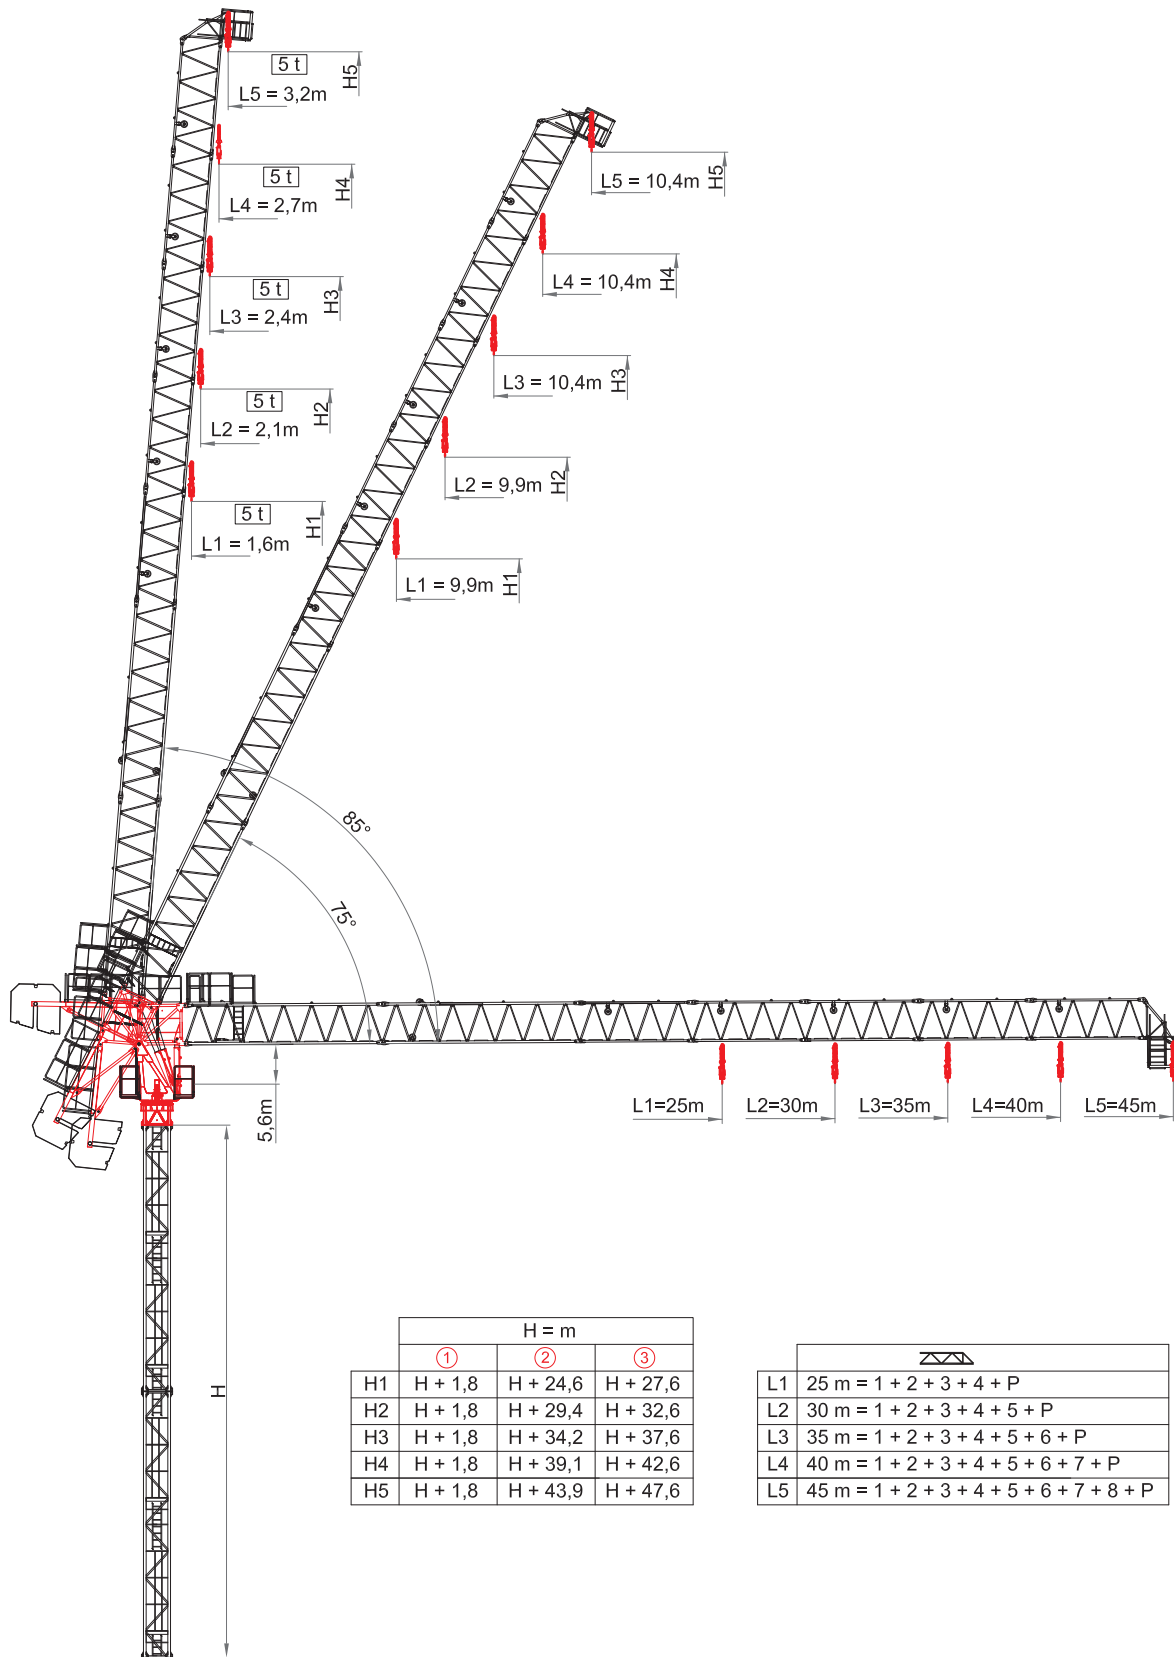 5 t
L5 = 3,2m
H5
5 t
L4 = 2,7m
H4
5 t
L3 = 2,4m
H3
5 t
L2 = 2,1m
H2
5 t
L1 = 1,6m
H1
L5 = 10,4m
H5
L4 = 10,4m
H4
L3 = 10,4m
H3
L2 = 9,9m
H2
L1 = 9,9m
H1
85°
75°
L1=25m
L2=30m
L3=35m
L4=40m
L5=45m
5,6m
H
H = m
1 2 3
H1 H + 1,8 H + 24,6 H + 27,6
H2 H + 1,8 H + 29,4 H + 32,6
H3 H + 1,8 H + 34,2 H + 37,6
H4 H + 1,8 H + 39,1 H + 42,6
H5 H + 1,8 H + 43,9 H + 47,6
L1 25 m = 1 + 2 + 3 + 4 + P
L2 30 m = 1 + 2 + 3 + 4 + 5 + P
L3 35 m = 1 + 2 + 3 + 4 + 5 + 6 + P
L4 40 m = 1 + 2 + 3 + 4 + 5 + 6 + 7 + P
L5 45 m = 1 + 2 + 3 + 4 + 5 + 6 + 7 + 8 + P